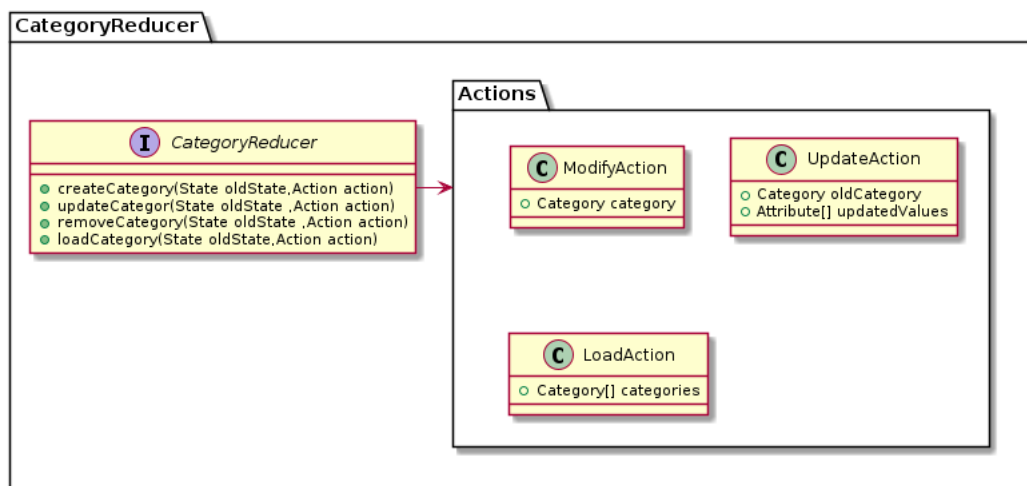 CategoryReducer
Actions
I CategoryReducer
createCategory(State oldState,Action action)
updateCategor(State oldState ,Action action)
removeCategory(State oldState ,Action action)
loadCategory(State oldState,Action action)
C ModifyAction
Category category
C UpdateAction
Category oldCategory
Attribute[] updatedValues
C LoadAction
Category[] categories